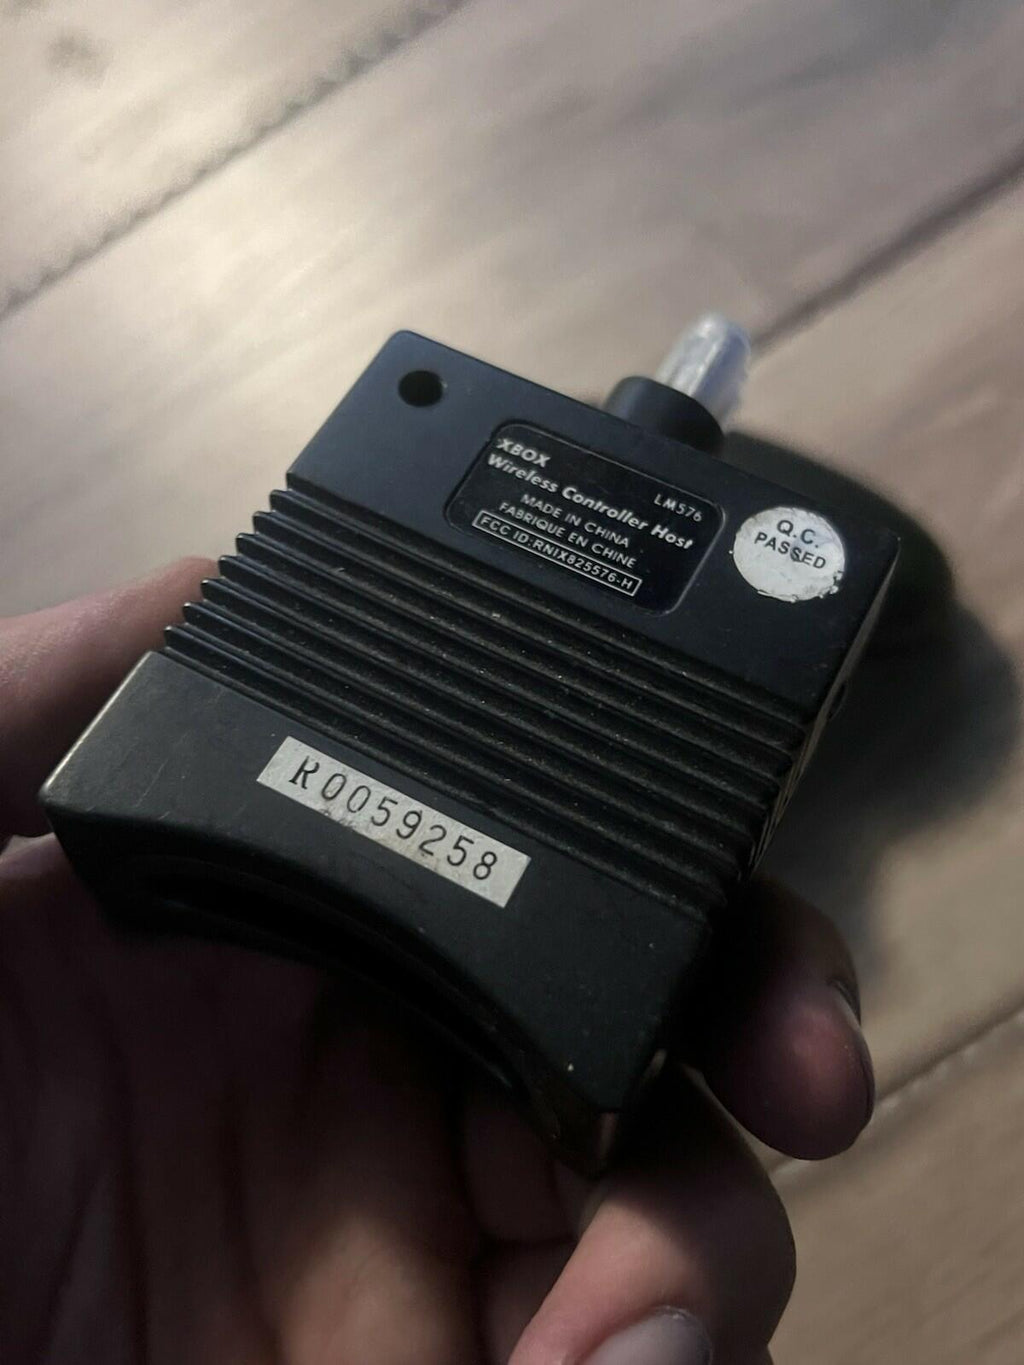 XBOX
Wireless Controller Host
LM576
MADE IN CHINA
FABRIQUE EN CHINE
FCC ID:RNIX825576-H
Q.C.
PASSED
R0059258